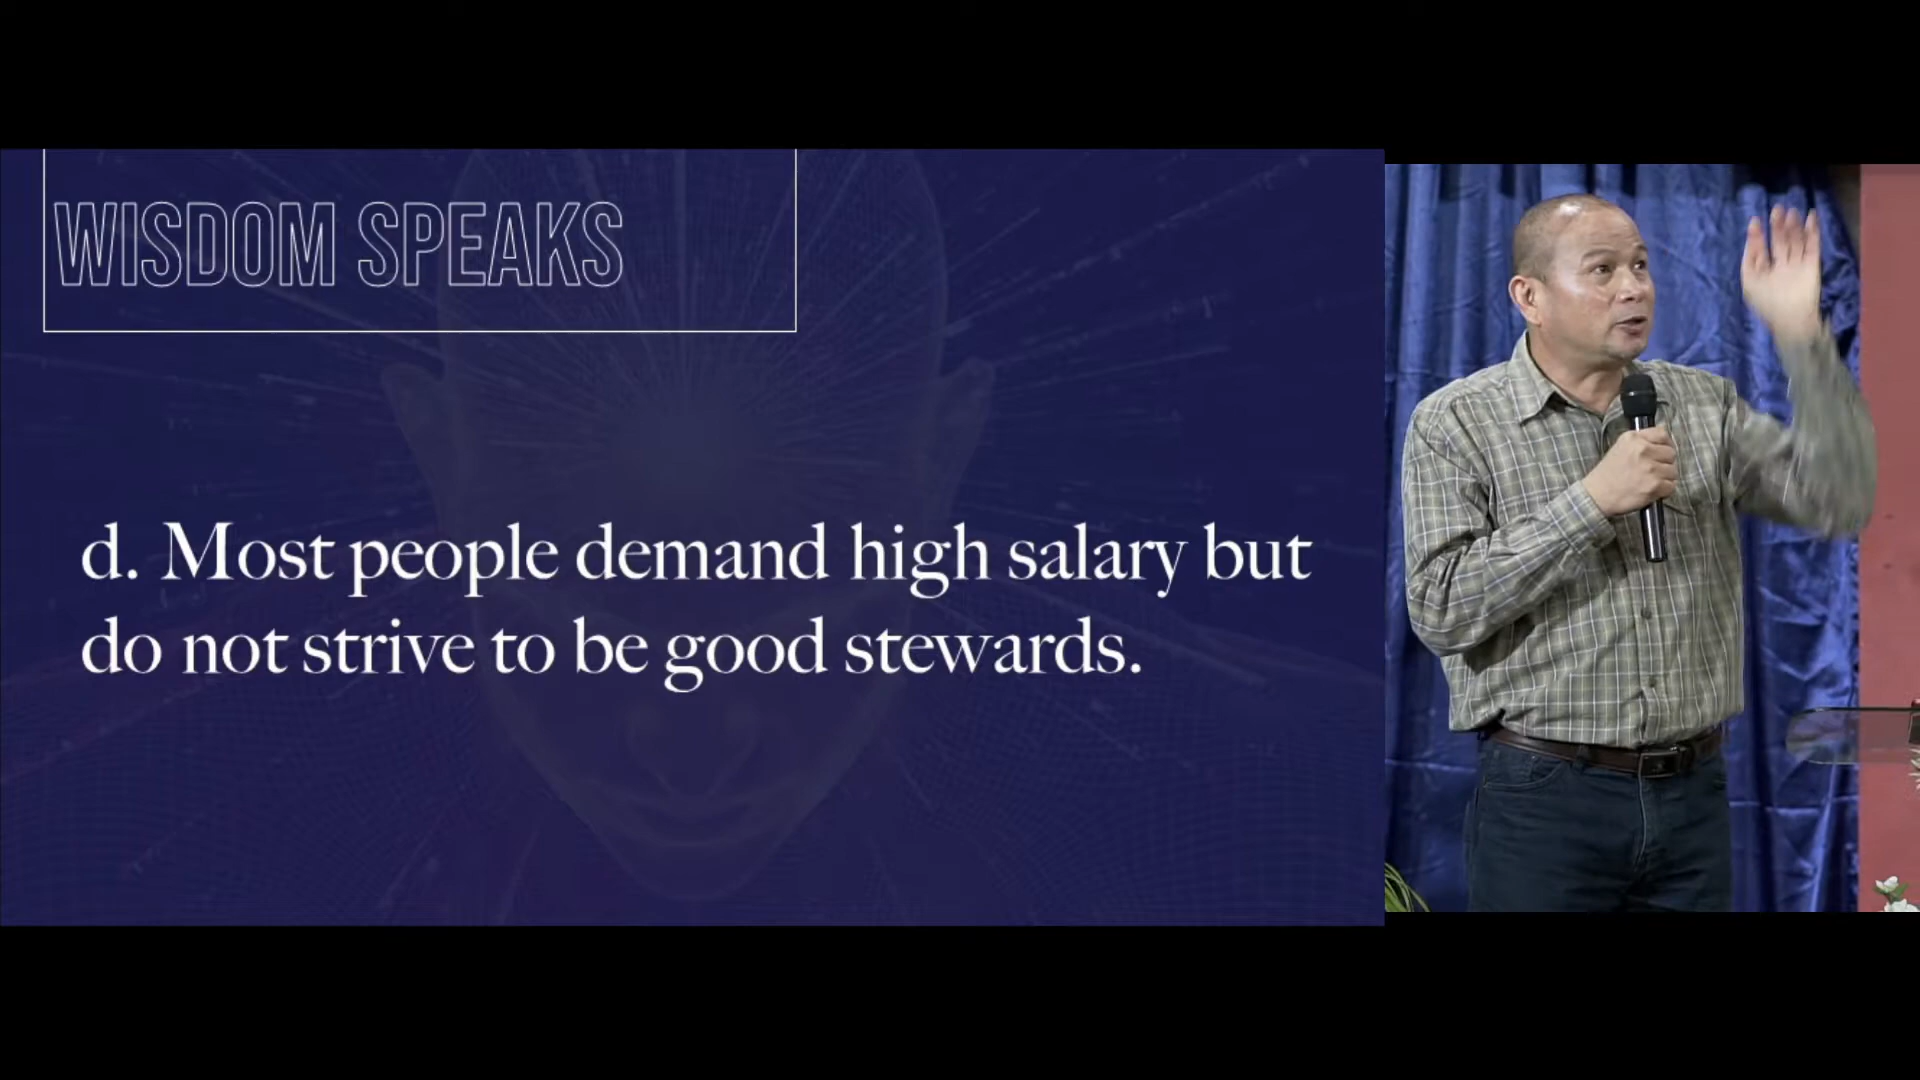 WISDOM SPEAKS
d. Most people demand high salary but
do not strive to be good stewards.